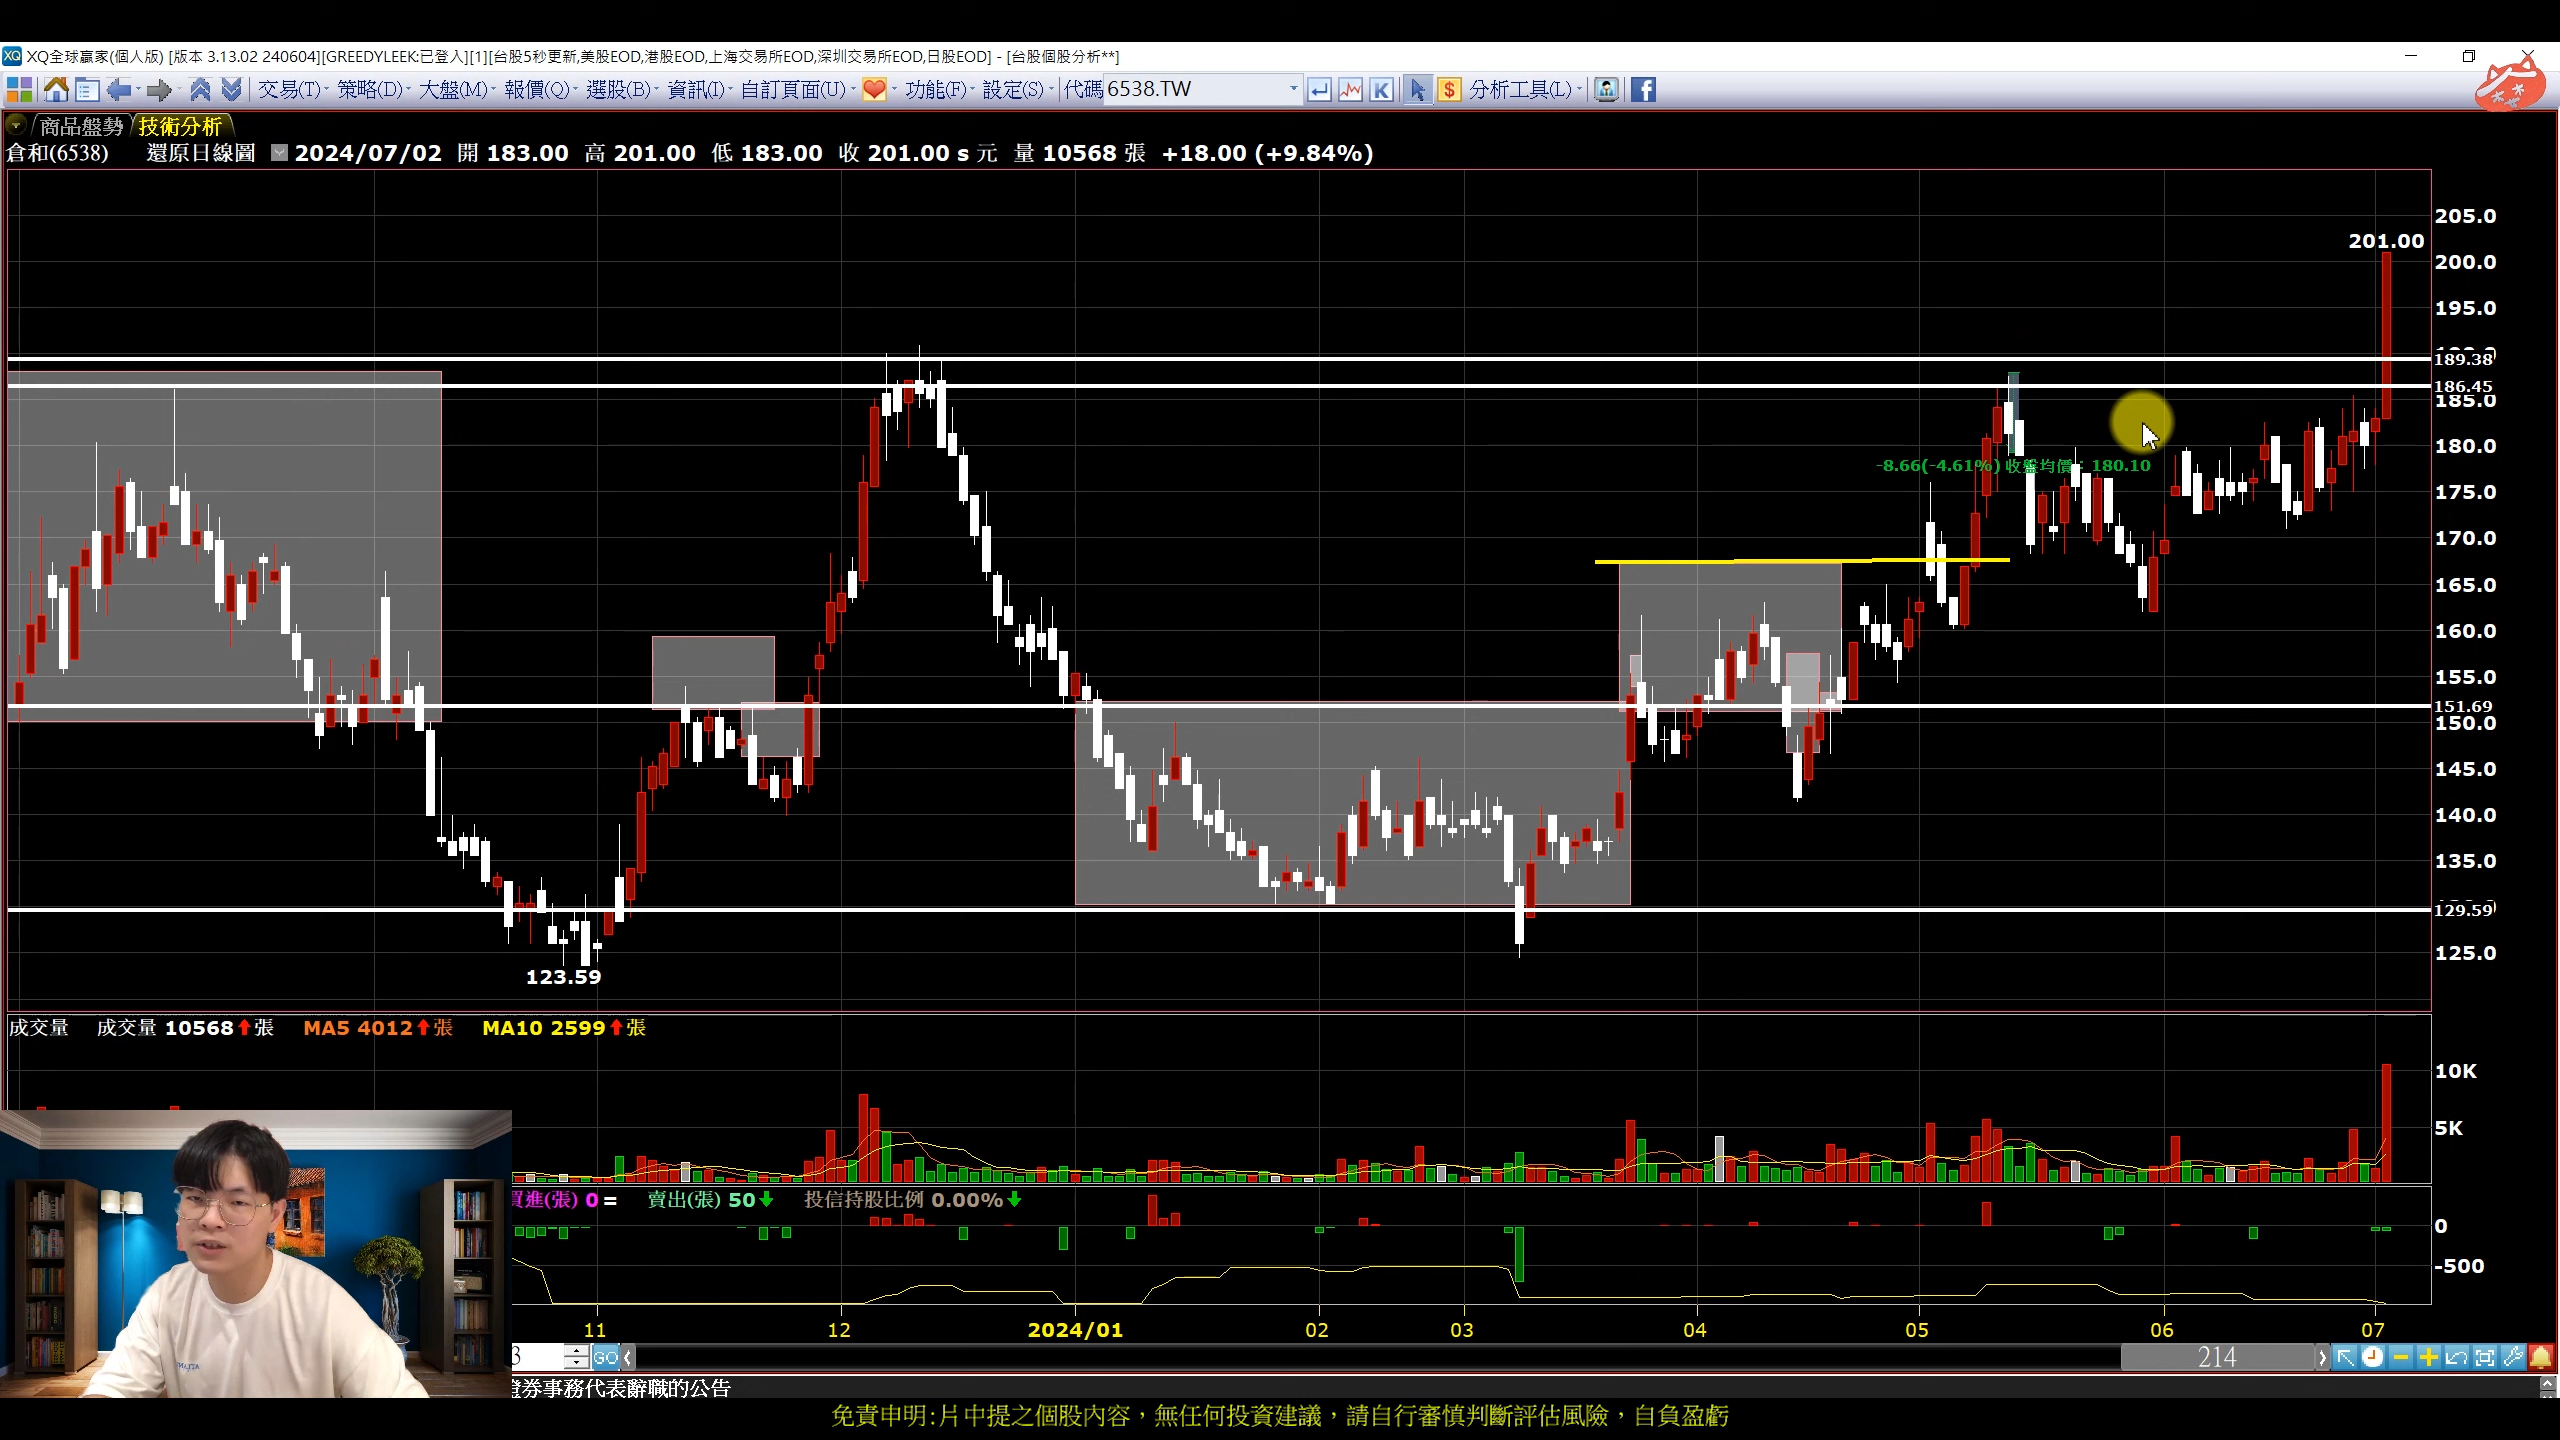 XQ全球贏家(個人版) [版本 3.13.02 240604][GREEDYLEEK:已登入][1][台股5秒更新,美股EOD,港股EOD,上海交易所EOD,深圳交易所EOD,日股EOD] - [台股個股分析**]
交易(T) 策略(D) 大盤(M) 報價(Q) 選股(B) 資訊(I) 自訂頁面(U) 功能(F) 設定(S) 代碼 6538.TW K $ 分析工具(L)
商品盤勢 技術分析
倉和(6538) 還原日線圖 2024/07/02 開 183.00 高 201.00 低 183.00 收 201.00 s 元 量 10568 張 +18.00 (+9.84%)
205.0
201.00
200.0
195.0
189.38
186.45
185.0
180.0
-8.66(-4.61%) 收盤均價：180.10
175.0
170.0
165.0
160.0
155.0
151.69
150.0
145.0
140.0
135.0
129.59
125.0
123.59
成交量 成交量 10568 張 MA5 4012 張 MA10 2599 張
10K
5K
買進(張) 0 = 賣出(張) 50 投信持股比例 0.00%
0
-500
11 12 2024/01 02 03 04 05 06 07
3 GO 214
證券事務代表辭職的公告
免責申明:片中提之個股內容，無任何投資建議，請自行審慎判斷評估風險，自負盈虧